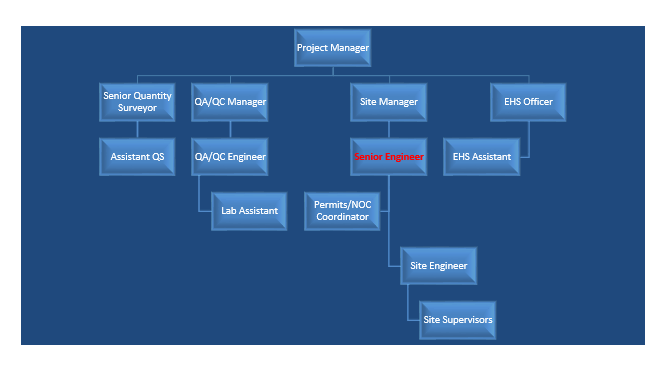 Project Manager
Senior Quantity
Surveyor
QA/QC Manager
Site Manager
EHS Officer
Assistant QS
QA/QC Engineer
Senior Engineer
EHS Assistant
Lab Assistant
Permits/NOC
Coordinator
Site Engineer
Site Supervisors